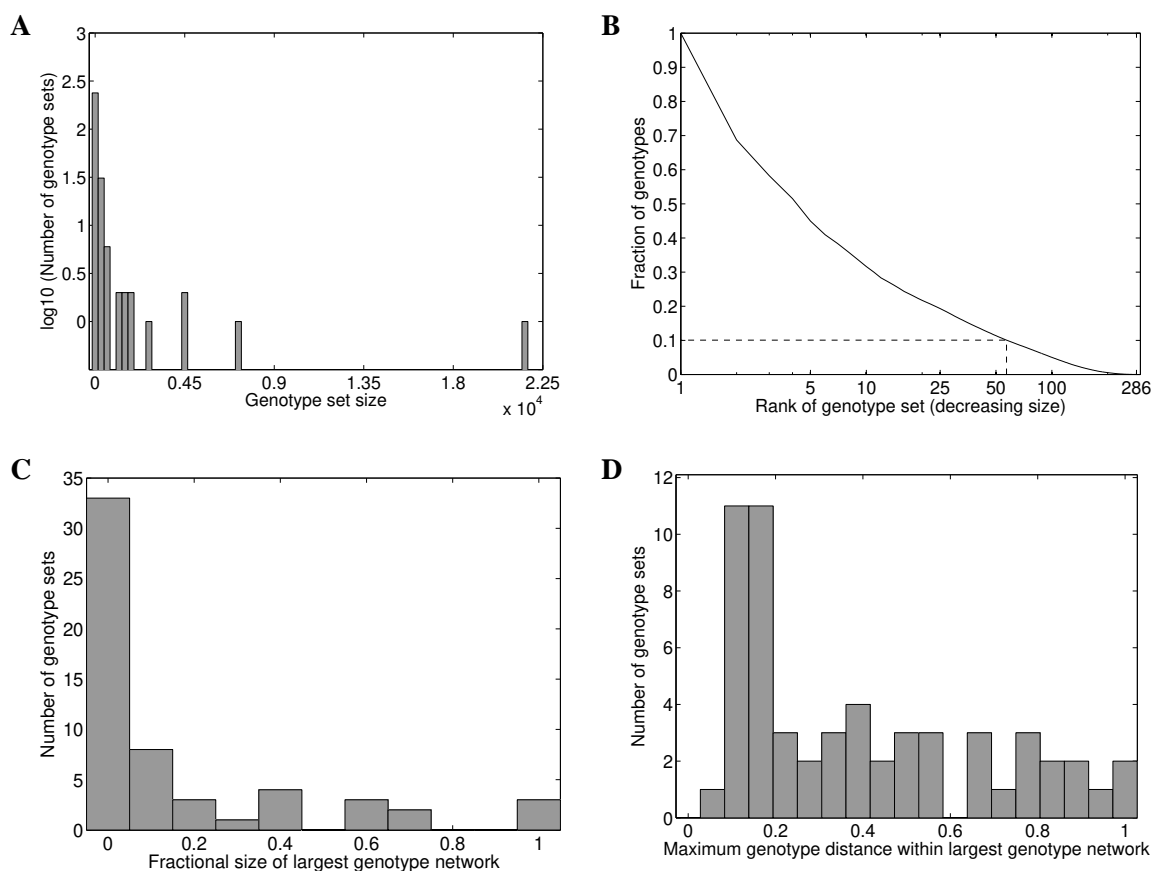 A
3
2.5
2
1.5
1
0.5
0
log10 (Number of genotype sets)
0 0.45 0.9 1.35 1.8 2.25
Genotype set size
x 10^4
B
1
0.9
0.8
0.7
0.6
0.5
0.4
0.3
0.2
0.1
0
Fraction of genotypes
1 5 10 25 50 100 286
Rank of genotype set (decreasing size)
C
35
30
25
20
15
10
5
0
Number of genotype sets
0 0.2 0.4 0.6 0.8 1
Fractional size of largest genotype network
D
12
10
8
6
4
2
0
Number of genotype sets
0 0.2 0.4 0.6 0.8 1
Maximum genotype distance within largest genotype network